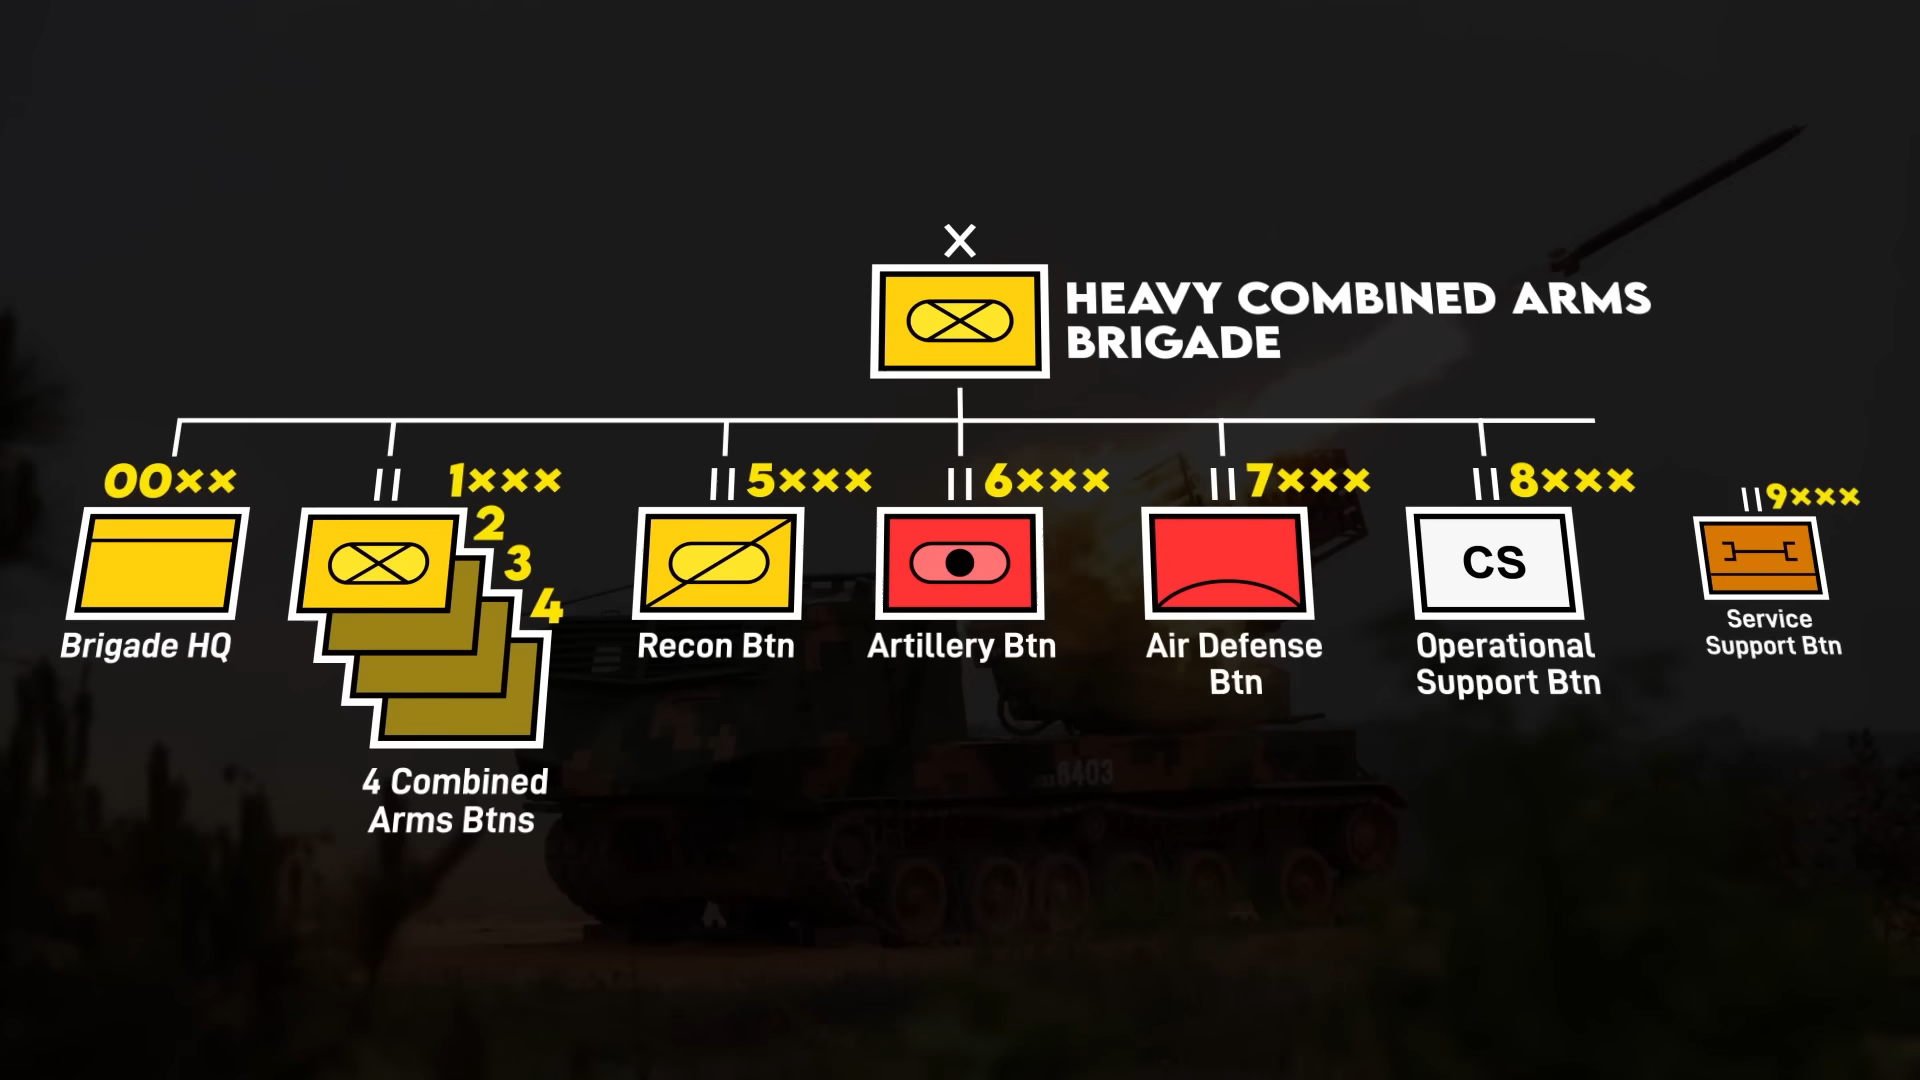 X
HEAVY COMBINED ARMS
BRIGADE
00××
1×××
2
3
4
5×××
6×××
7×××
8×××
9×××
CS
Brigade HQ
4 Combined
Arms Btns
Recon Btn
Artillery Btn
Air Defense
Btn
Operational
Support Btn
Service
Support Btn
6403